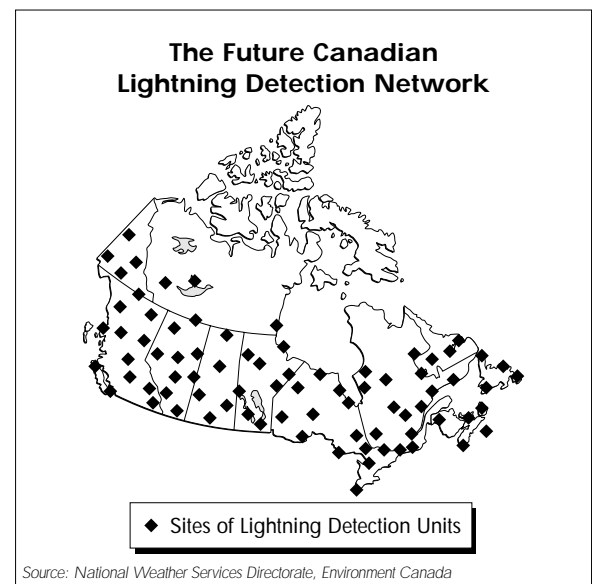 The Future Canadian
Lightning Detection Network
Sites of Lightning Detection Units
Source: National Weather Services Directorate, Environment Canada